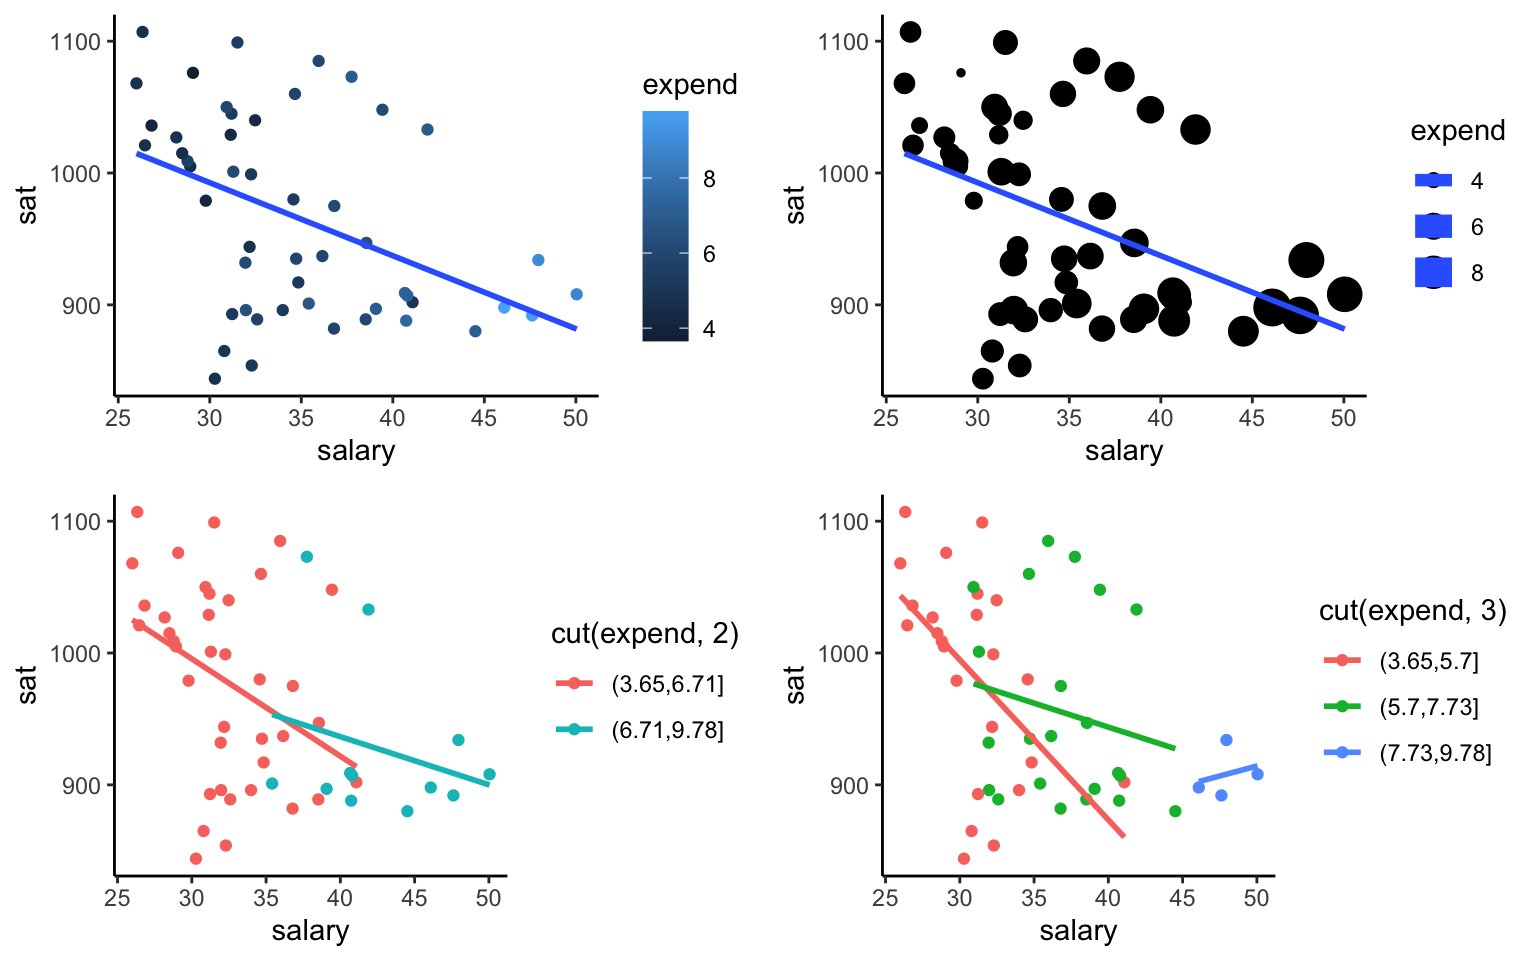 1100
1000
900
sat
25 30 35 40 45 50
salary
expend
8
6
4
1100
1000
900
sat
25 30 35 40 45 50
salary
expend
4
6
8
1100
1000
900
sat
25 30 35 40 45 50
salary
cut(expend, 2)
(3.65,6.71]
(6.71,9.78]
1100
1000
900
sat
25 30 35 40 45 50
salary
cut(expend, 3)
(3.65,5.7]
(5.7,7.73]
(7.73,9.78]